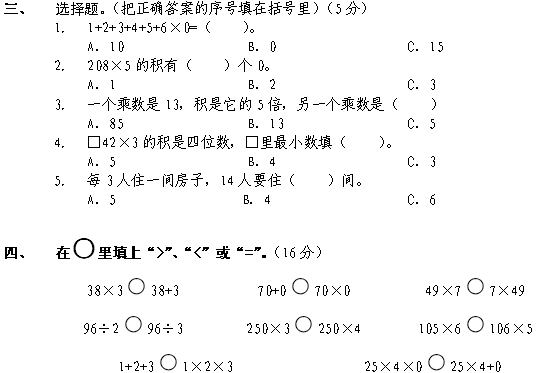 三、 选择题。(把正确答案的序号填在括号里)(5分)
1. 1+2+3+4+5+6×0=( )。
A. 10 B. 0 C. 15
2. 208×5的积有( )个0。
A. 1 B. 2 C. 3
3. 一个乘数是13，积是它的5倍，另一个乘数是( )
A. 85 B. 13 C. 5
4. □42×3的积是四位数，□里最小数填( )。
A. 5 B. 4 C. 3
5. 每3人住一间房子，14人要住( )间。
A. 5 B. 4 C. 6
四、 在○里填上“>”、“<”或“=”。(16分)
38×3○38+3 70+0○70×0 49×7○7×49
96÷2○96÷3 250×3○250×4 105×6○106×5
1+2+3○1×2×3 25×4×0○25×4+0